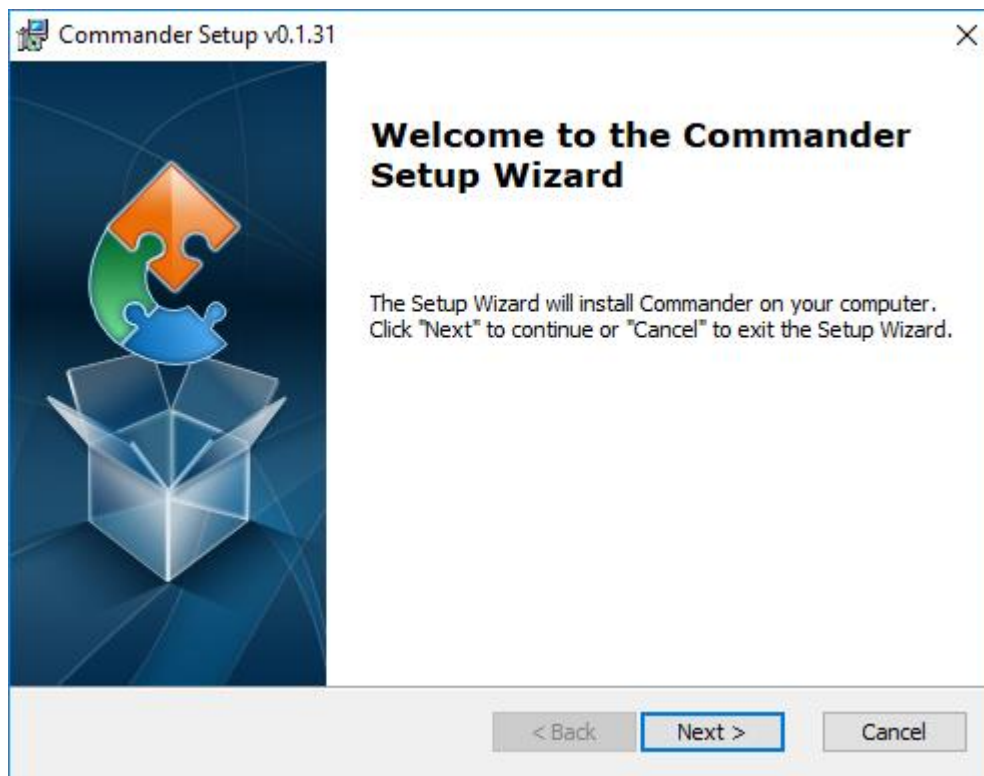 Commander Setup v0.1.31
Welcome to the Commander
Setup Wizard
The Setup Wizard will install Commander on your computer.
Click "Next" to continue or "Cancel" to exit the Setup Wizard.
< Back
Next >
Cancel